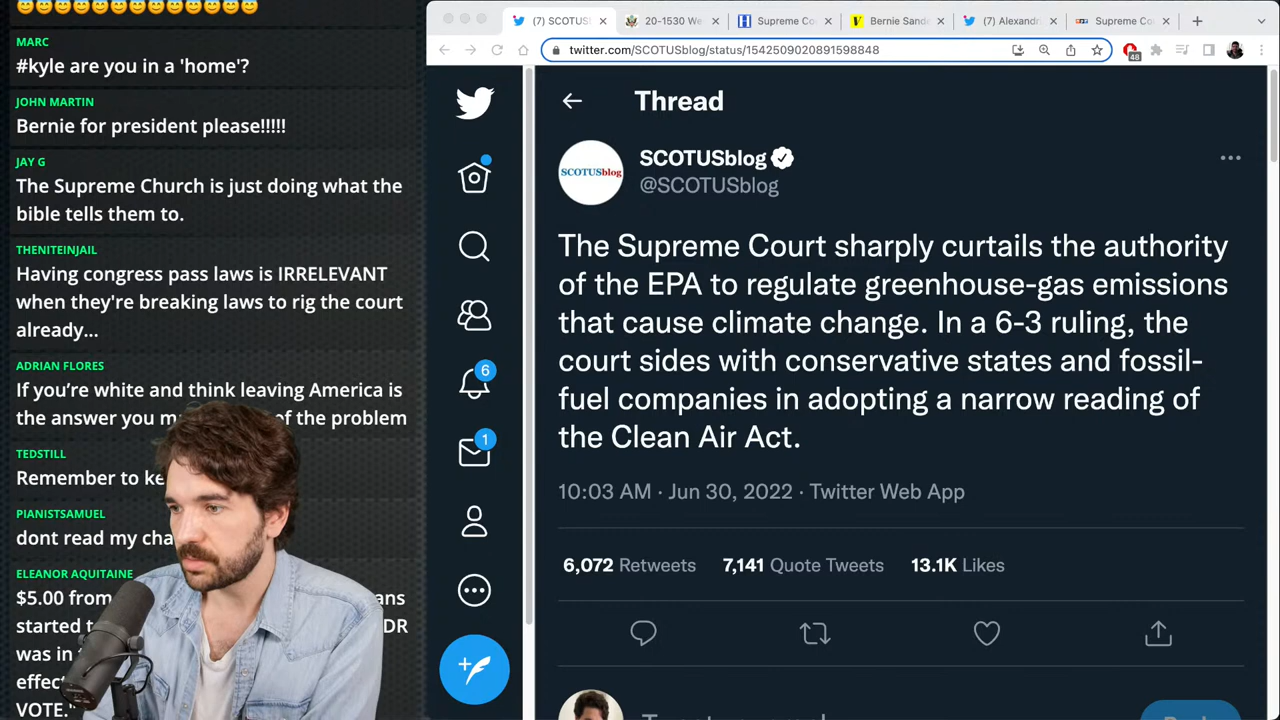 MARC
#kyle are you in a 'home'?
JOHN MARTIN
Bernie for president please!!!!!
JAY G
The Supreme Church is just doing what the
bible tells them to.
THENITEINJAIL
Having congress pass laws is IRRELEVANT
when they're breaking laws to rig the court
already...
ADRIAN FLORES
If you're white and think leaving America is
the answer you of the problem
TEDSTILL
Remember to
PIANISTSAMUEL
dont read my
ELEANOR AQUITAINE
$5.00 from
started
was in
VOTE."
(7) SCOTUS
20-1530 We
Supreme Co
Bernie Sand
(7) Alexandr
Supreme Co
twitter.com/SCOTUSblog/status/1542509020891598848
48
Thread
SCOTUSblog
SCOTUSblog
@SCOTUSblog
The Supreme Court sharply curtails the authority
of the EPA to regulate greenhouse-gas emissions
that cause climate change. In a 6-3 ruling, the
court sides with conservative states and fossil-
fuel companies in adopting a narrow reading of
the Clean Air Act.
10:03 AM · Jun 30, 2022 · Twitter Web App
6,072 Retweets 7,141 Quote Tweets 13.1K Likes
6
1